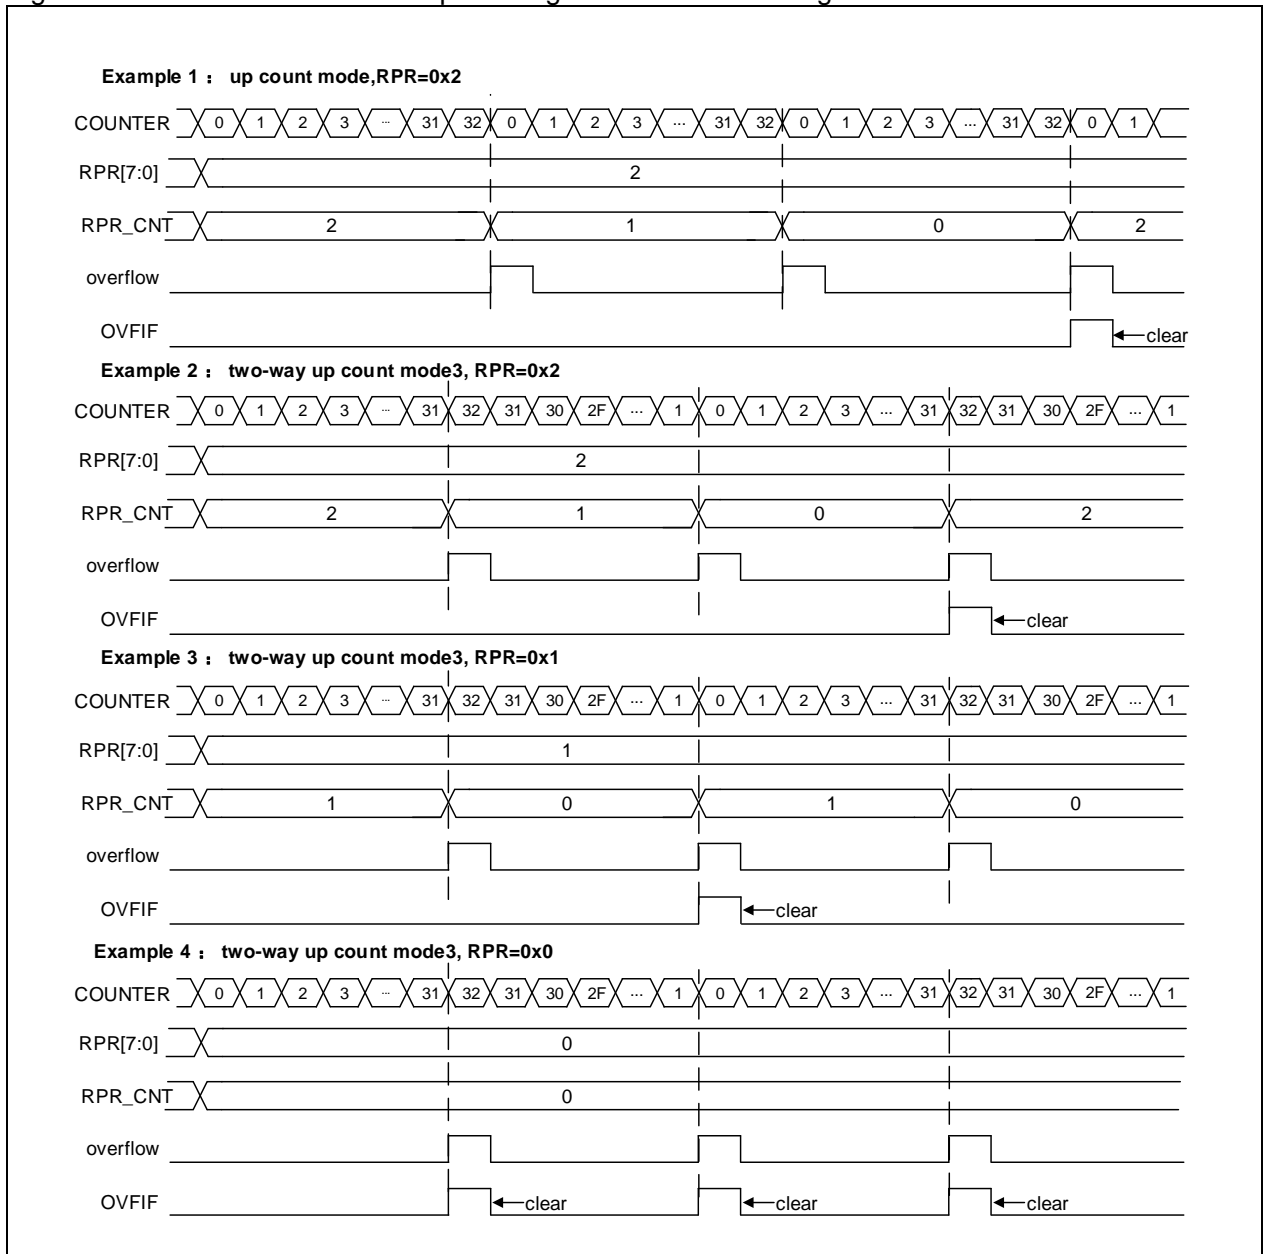 Example 1 ： up count mode,RPR=0x2
COUNTER 0 1 2 3 ... 31 32 0 1 2 3 ... 31 32 0 1 2 3 ... 31 32 0 1
RPR[7:0] 2
RPR_CNT 2 1 0 2
overflow
OVFIF clear
Example 2 ： two-way up count mode3, RPR=0x2
COUNTER 0 1 2 3 ... 31 32 31 30 2F ... 1 0 1 2 3 ... 31 32 31 30 2F ... 1
RPR[7:0] 2
RPR_CNT 2 1 0 2
overflow
OVFIF clear
Example 3 ： two-way up count mode3, RPR=0x1
COUNTER 0 1 2 3 ... 31 32 31 30 2F ... 1 0 1 2 3 ... 31 32 31 30 2F ... 1
RPR[7:0] 1
RPR_CNT 1 0 1 0
overflow
OVFIF clear
Example 4 ： two-way up count mode3, RPR=0x0
COUNTER 0 1 2 3 ... 31 32 31 30 2F ... 1 0 1 2 3 ... 31 32 31 30 2F ... 1
RPR[7:0] 0
RPR_CNT 0
overflow
OVFIF clear clear clear